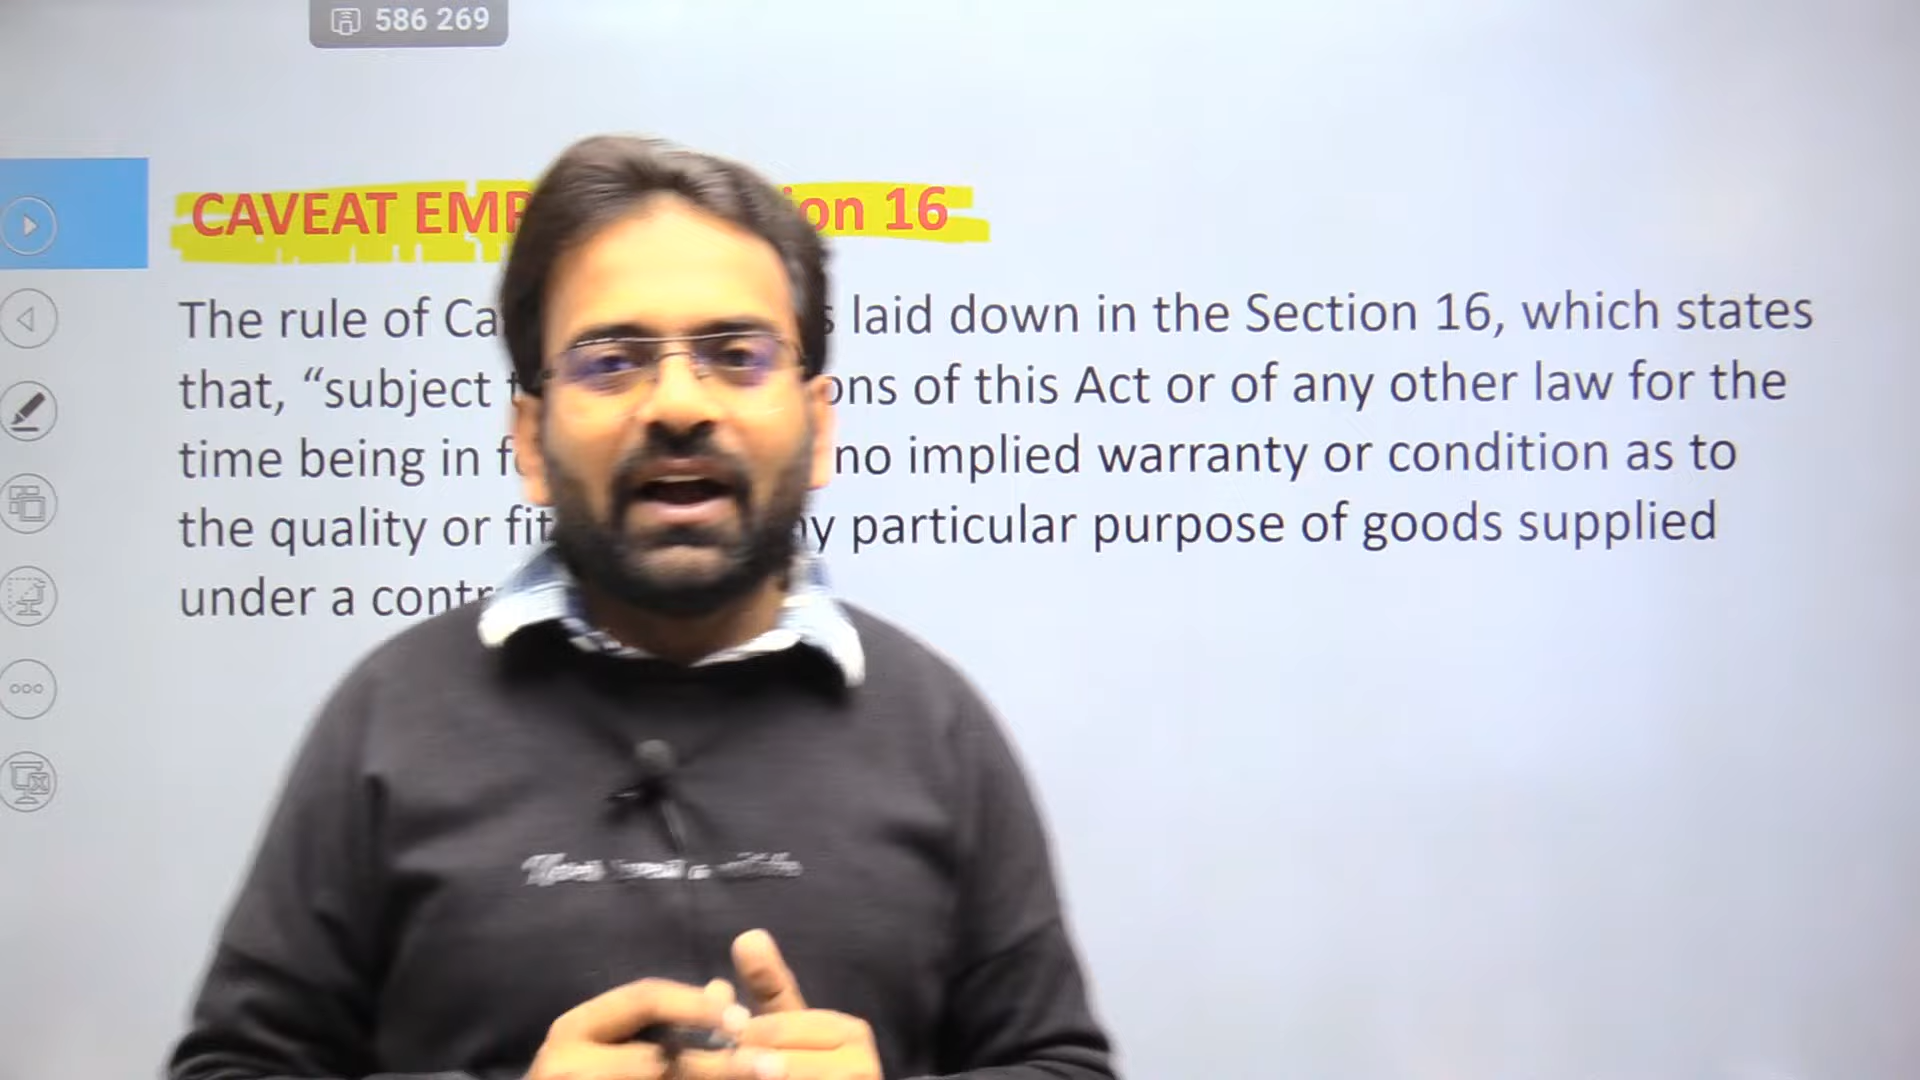 586 269
CAVEAT EMP on 16
The rule of Ca s laid down in the Section 16, which states
that, “subject ons of this Act or of any other law for the
time being in f no implied warranty or condition as to
the quality or fit y particular purpose of goods supplied
under a contr